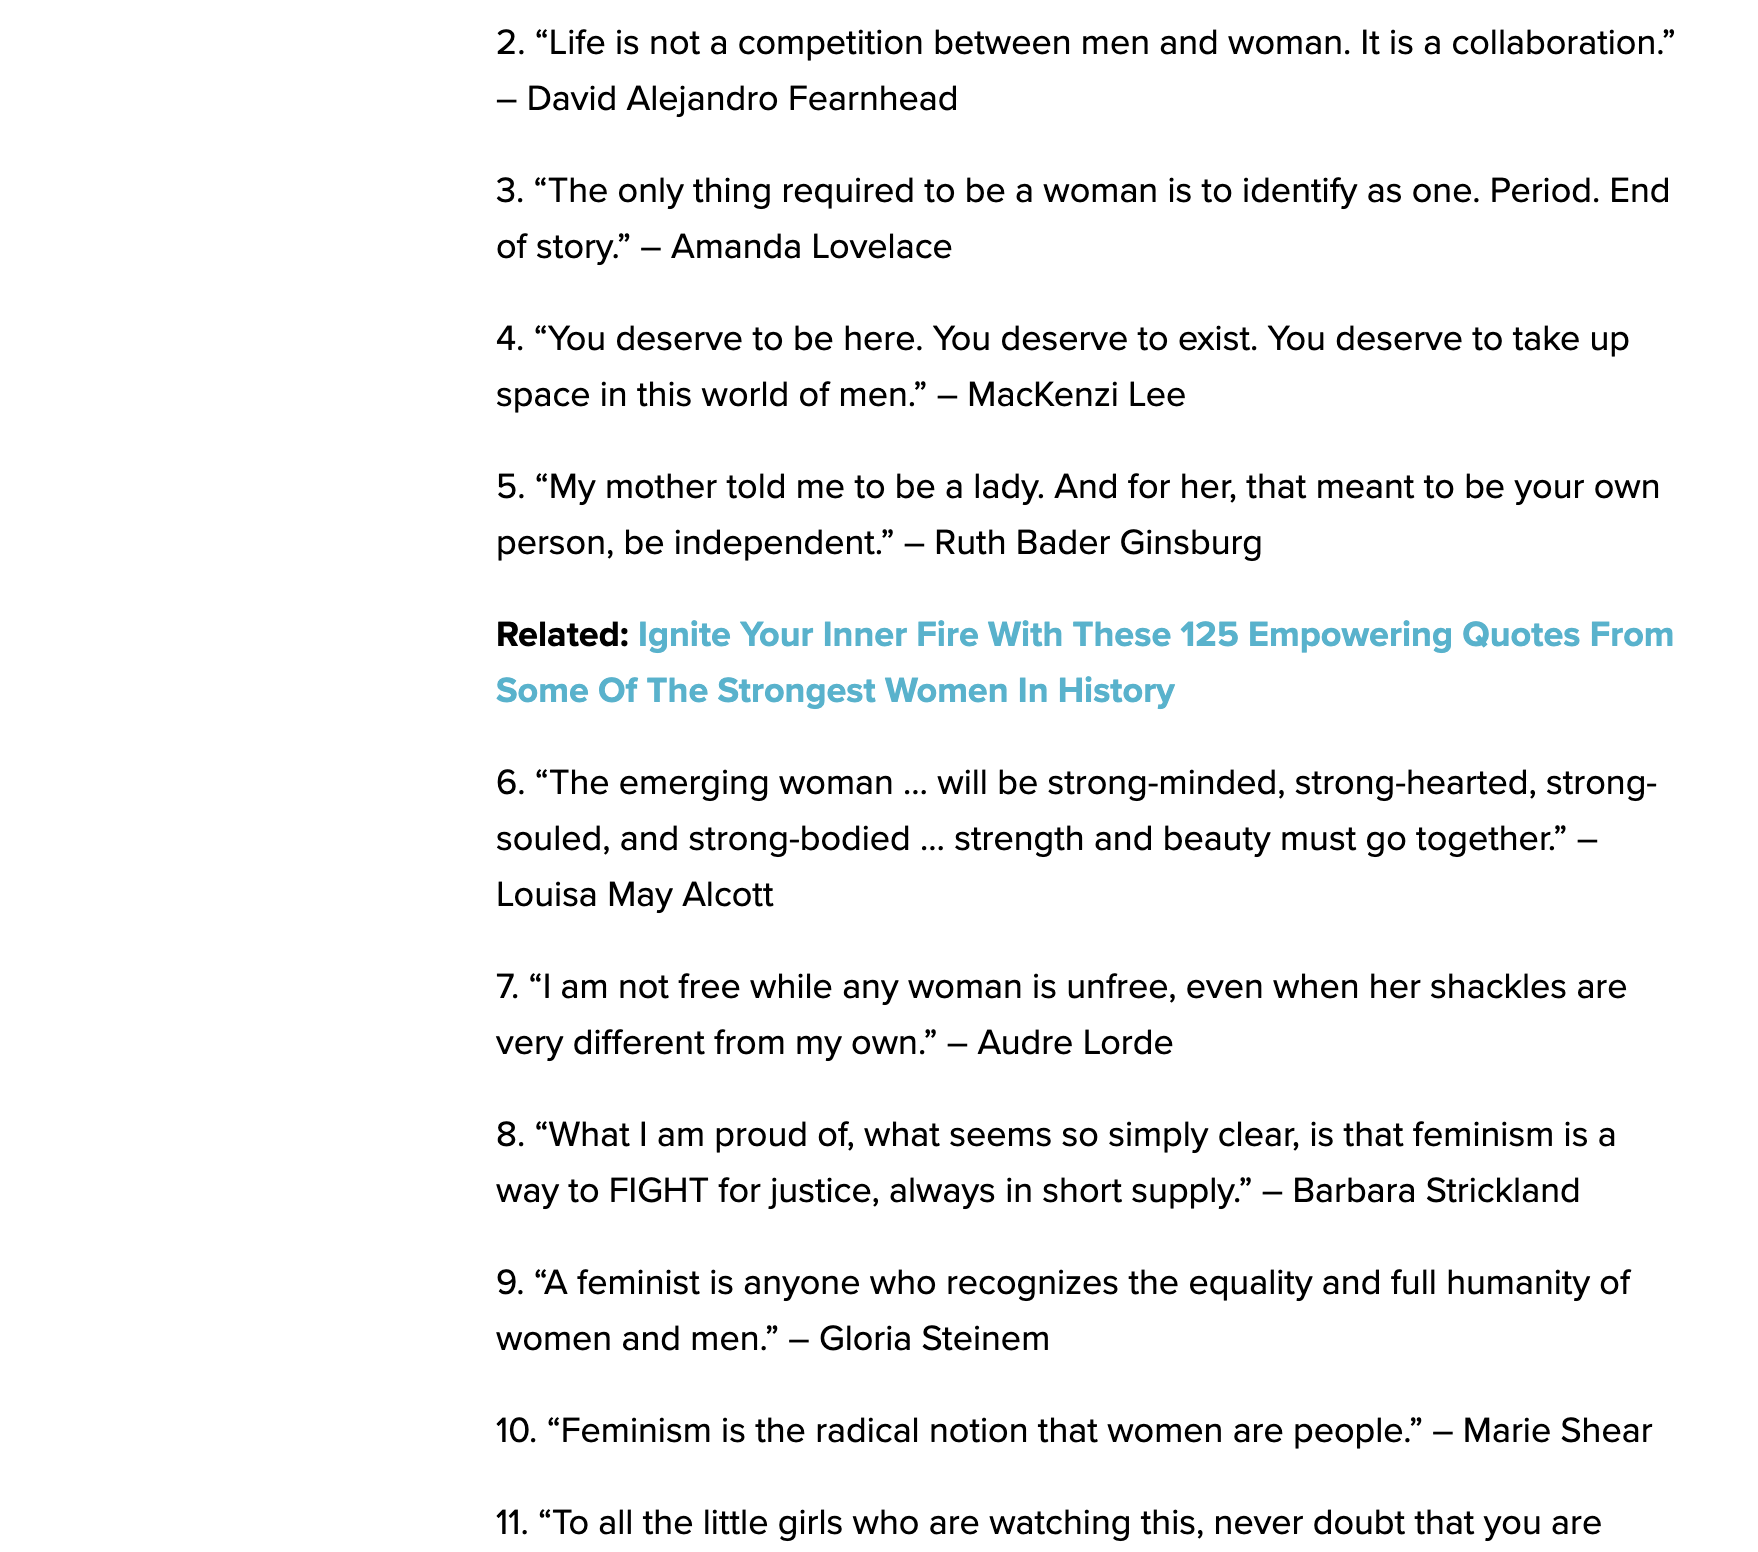 2. “Life is not a competition between men and woman. It is a collaboration.”
– David Alejandro Fearnhead
3. “The only thing required to be a woman is to identify as one. Period. End
of story.” – Amanda Lovelace
4. “You deserve to be here. You deserve to exist. You deserve to take up
space in this world of men.” – MacKenzi Lee
5. “My mother told me to be a lady. And for her, that meant to be your own
person, be independent.” – Ruth Bader Ginsburg
Related: Ignite Your Inner Fire With These 125 Empowering Quotes From
Some Of The Strongest Women In History
6. “The emerging woman ... will be strong-minded, strong-hearted, strong-
souled, and strong-bodied ... strength and beauty must go together.” –
Louisa May Alcott
7. “I am not free while any woman is unfree, even when her shackles are
very different from my own.” – Audre Lorde
8. “What I am proud of, what seems so simply clear, is that feminism is a
way to FIGHT for justice, always in short supply.” – Barbara Strickland
9. “A feminist is anyone who recognizes the equality and full humanity of
women and men.” – Gloria Steinem
10. “Feminism is the radical notion that women are people.” – Marie Shear
11. “To all the little girls who are watching this, never doubt that you are